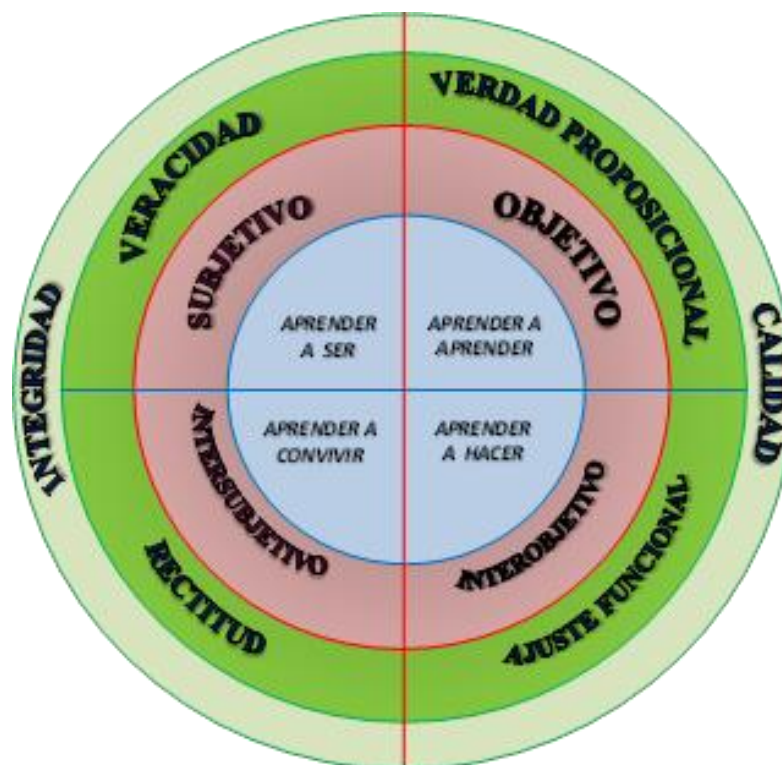 INTEGRIDAD
CALIDAD
VERACIDAD
VERDAD PROPOSICIONAL
RECTITUD
AJUSTE FUNCIONAL
SUBJETIVO
OBJETIVO
INTERSUBJETIVO
INTEROBJETIVO
APRENDER
A SER
APRENDER A
APRENDER
APRENDER A
CONVIVIR
APRENDER
A HACER